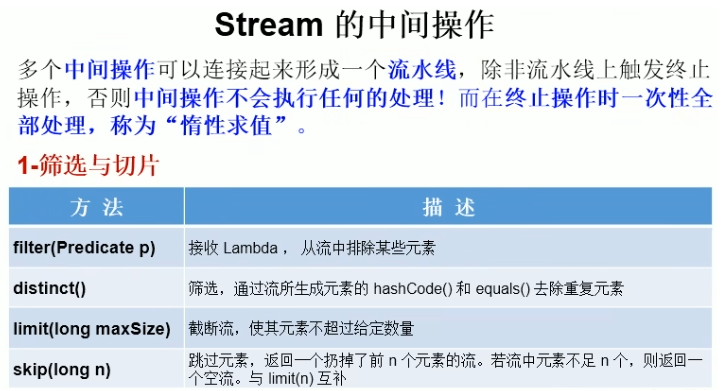 Stream 的中间操作
多个中间操作可以连接起来形成一个流水线，除非流水线上触发终止
操作，否则中间操作不会执行任何的处理！而在终止操作时一次性全
部处理，称为“惰性求值”。
1-筛选与切片
方 法 描 述
filter(Predicate p) 接收 Lambda ， 从流中排除某些元素
distinct() 筛选，通过流所生成元素的 hashCode() 和 equals() 去除重复元素
limit(long maxSize) 截断流，使其元素不超过给定数量
skip(long n) 跳过元素，返回一个扔掉了前 n 个元素的流。若流中元素不足 n 个，则返回一
个空流。与 limit(n) 互补